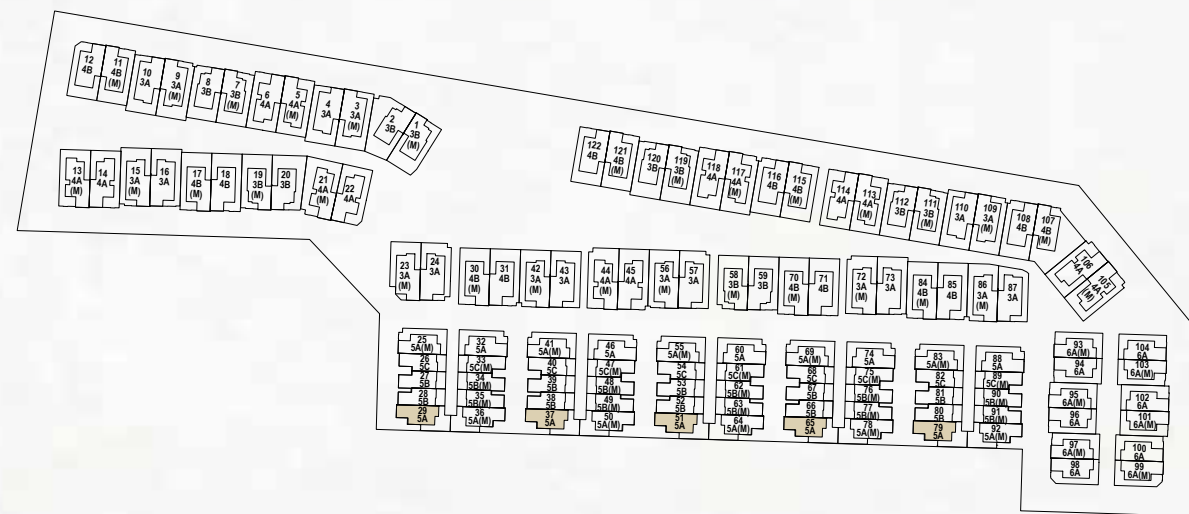 12
4B
11
4B
(M)
10
3A
9
3A
(M)
8
3B
7
3B
(M)
6
4A
5
4A
(M)
4
3A
3
3A
(M)
2
3B
1
3B
(M)
13
4A
(M)
14
4A
15
3A
(M)
16
3A
17
4B
(M)
18
4B
19
3B
(M)
20
3B
21
4A
(M)
22
4A
122
4B
121
4B
(M)
120
3B
119
3B
(M)
118
4A
117
4A
(M)
116
4B
115
4B
(M)
114
4A
113
4A
(M)
112
3B
111
3B
(M)
110
3A
109
3A
(M)
108
4B
107
4B
(M)
106
4A
105
4A
(M)
23
3A
(M)
24
3A
30
4B
(M)
31
4B
42
3A
(M)
43
3A
44
4A
(M)
45
4A
56
3A
(M)
57
3A
58
3B
(M)
59
3B
70
4B
(M)
71
4B
72
3A
(M)
73
3A
84
4B
(M)
85
4B
86
3A
(M)
87
3A
25
5A(M)
26
5C
27
5B
28
5B
29
5A
32
5A
33
5C(M)
34
5B(M)
35
5B(M)
36
5A(M)
41
5A(M)
40
5C
39
5B
38
5B
37
5A
46
5A
47
5C(M)
48
5B(M)
49
5B(M)
50
5A(M)
55
5A(M)
54
5C
53
5B
52
5B
51
5A
60
5A
61
5C(M)
62
5B(M)
63
5B(M)
64
5A(M)
69
5A(M)
68
5C
67
5B
66
5B
65
5A
74
5A
75
5C(M)
76
5B(M)
77
5B(M)
78
5A(M)
83
5A(M)
82
5C
81
5B
80
5B
79
5A
88
5A
89
5C(M)
90
5B(M)
91
5B(M)
92
5A(M)
93
6A(M)
94
6A
95
6A(M)
96
6A
97
6A(M)
98
6A
104
6A
103
6A(M)
102
6A
101
6A(M)
100
6A
99
6A(M)